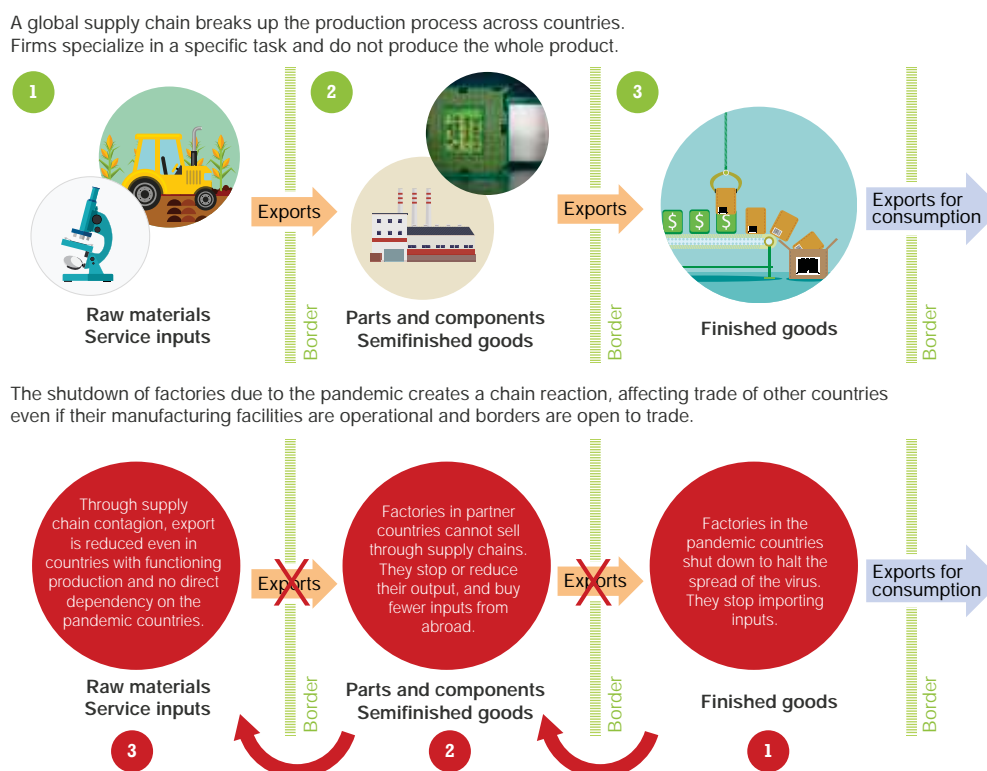 A global supply chain breaks up the production process across countries.
Firms specialize in a specific task and do not produce the whole product.
1
2
3
Exports
Exports
Exports for
consumption
$ $ $
Raw materials
Service inputs
Border
Parts and components
Semifinished goods
Border
Finished goods
Border
The shutdown of factories due to the pandemic creates a chain reaction, affecting trade of other countries
even if their manufacturing facilities are operational and borders are open to trade.
Through supply
chain contagion, export
is reduced even in
countries with functioning
production and no direct
dependency on the
pandemic countries.
Exports
Factories in partner
countries cannot sell
through supply chains.
They stop or reduce
their output, and buy
fewer inputs from
abroad.
Exports
Factories in the
pandemic countries
shut down to halt the
spread of the virus.
They stop importing
inputs.
Exports for
consumption
Raw materials
Service inputs
Border
Parts and components
Semifinished goods
Border
Finished goods
Border
3
2
1